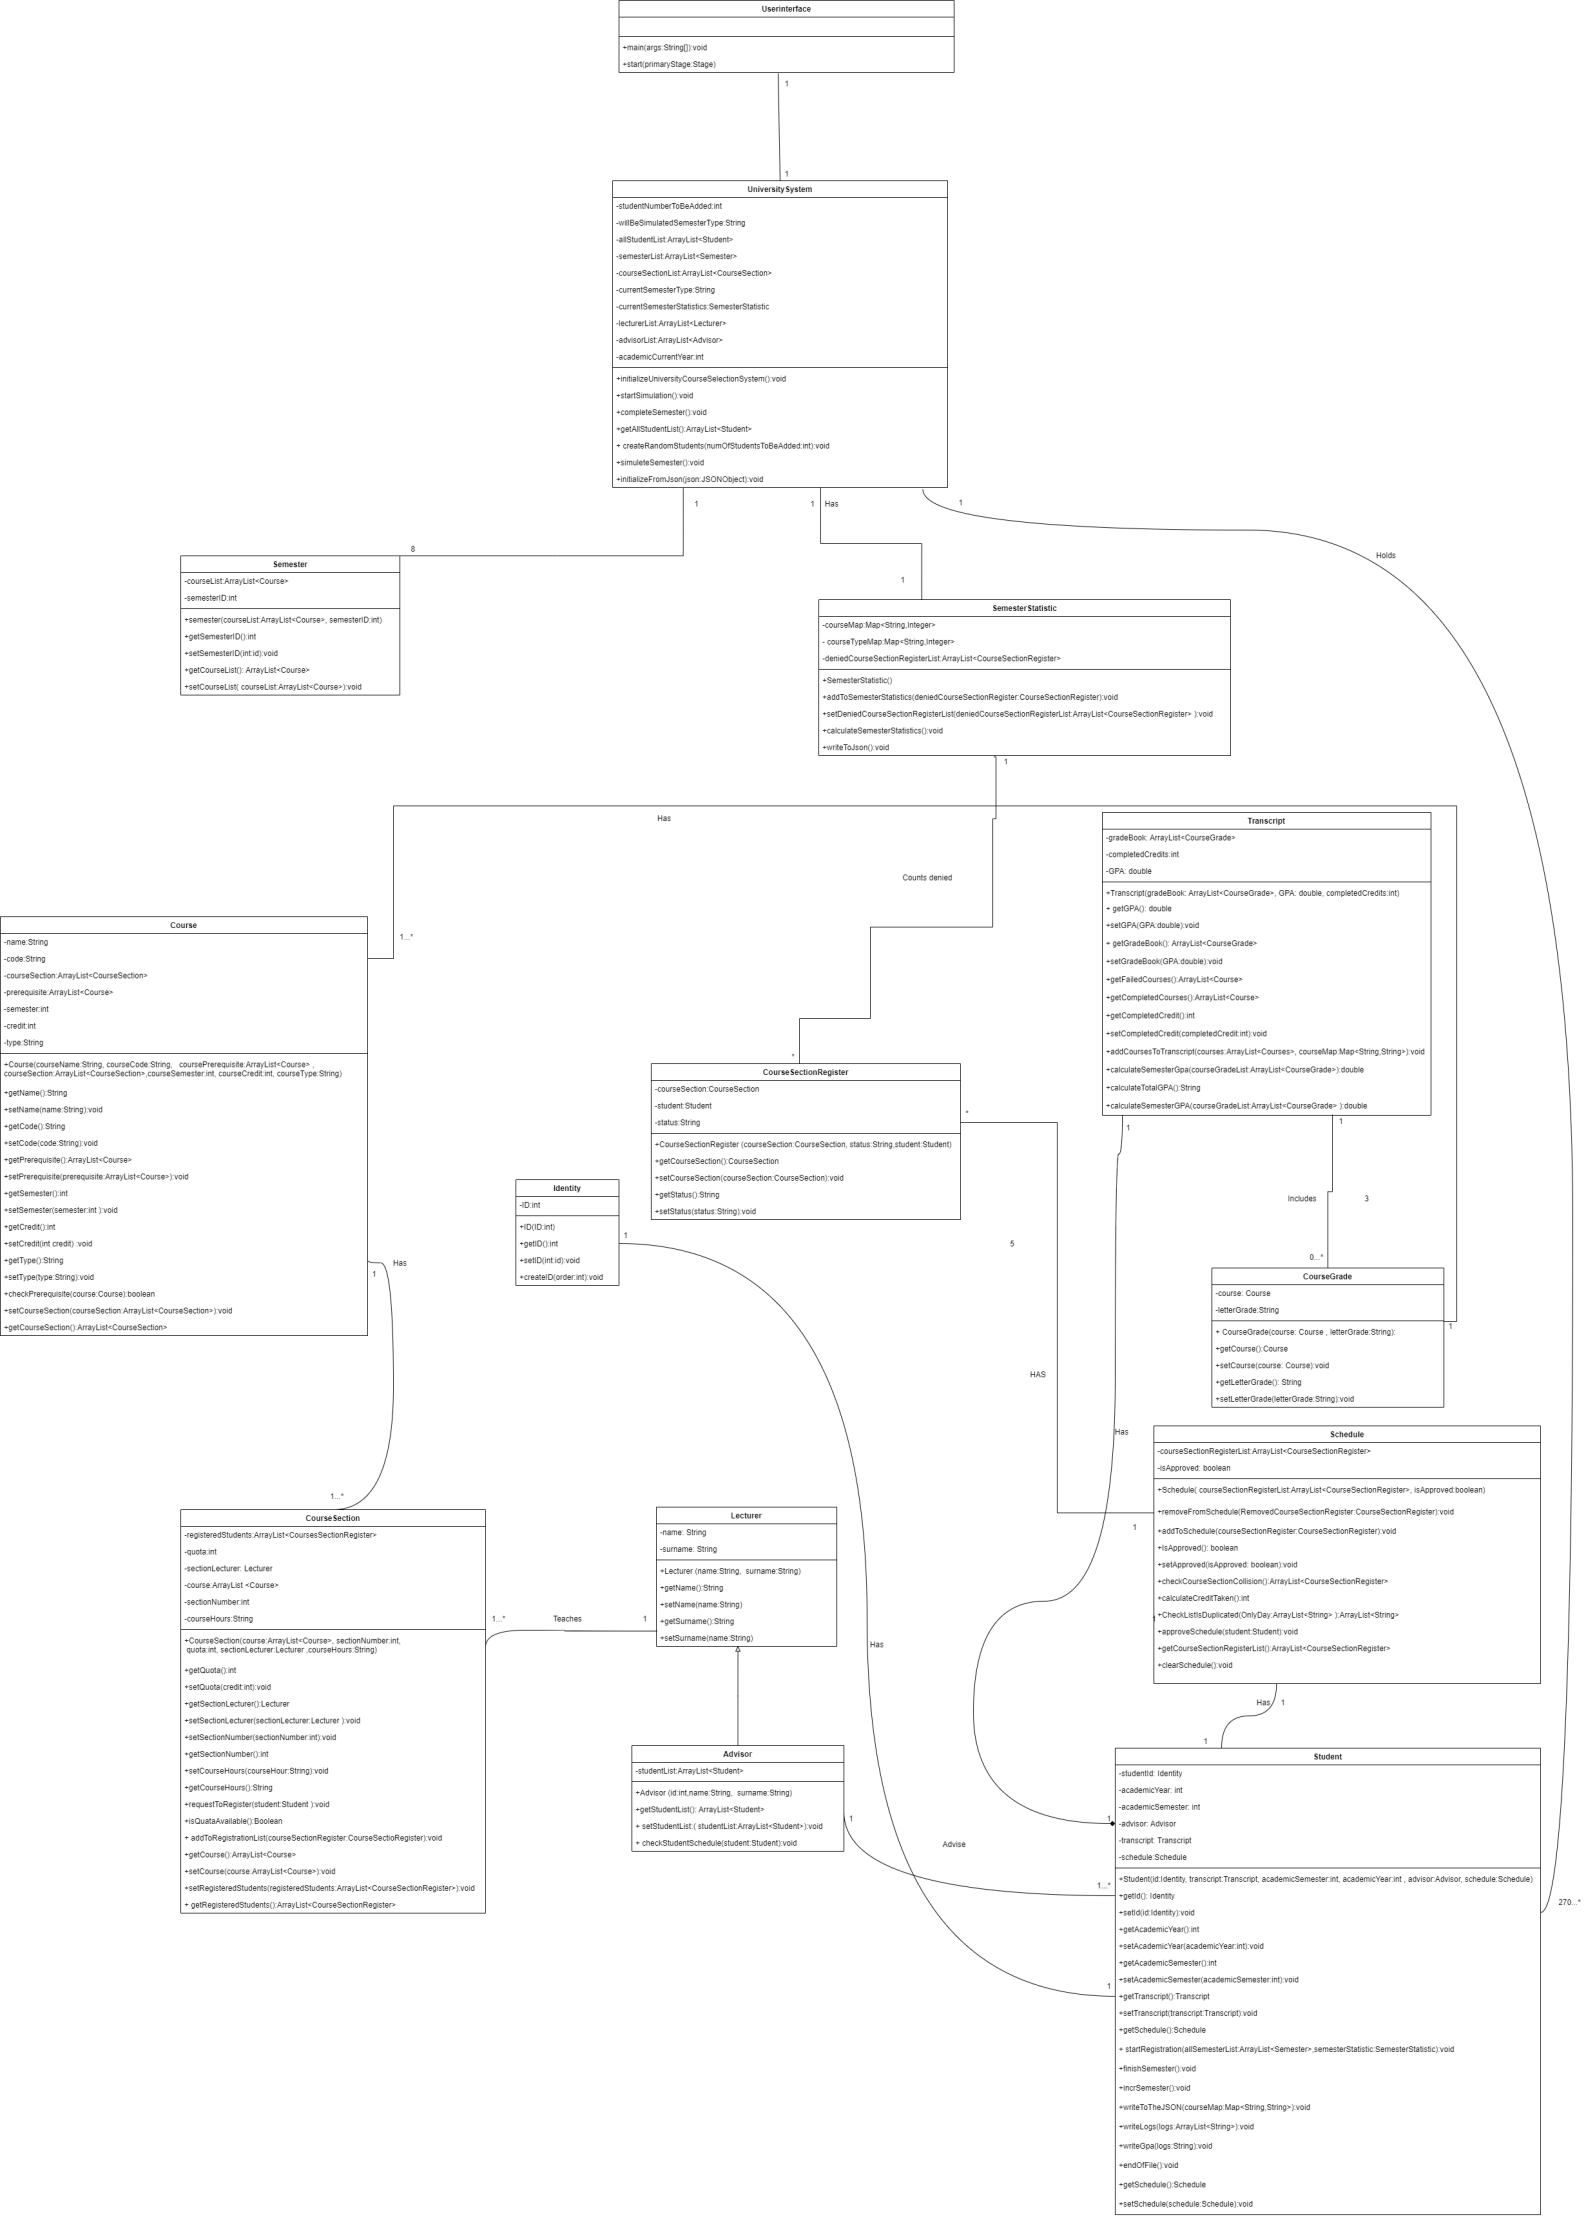 Userinterface
+main(args:String[]):void
+start(primaryStage:Stage)
1
1
UniversitySystem
-studentNumberToBeAdded:int
-willBeSimulatedSemesterType:String
-allStudentList:ArrayList<Student>
-semesterList:ArrayList<Semester>
-courseSectionList:ArrayList<CourseSection>
-currentSemesterType:String
-currentSemesterStatistics:SemesterStatistic
-lecturerList:ArrayList<Lecturer>
-advisorList:ArrayList<Advisor>
-academicCurrentYear:int
+initializeUniversityCourseSelectionSystem():void
+startSimulation():void
+completeSemester():void
+getAllStudentList():ArrayList<Student>
+ createRandomStudents(numOfStudentsToBeAdded:int):void
+simuleteSemester():void
+initializeFromJson(json:JSONObject):void
1
1
Has
1
Holds
8
1
Semester
-courseList:ArrayList<Course>
-semesterID:int
+semester(courseList:ArrayList<Course>, semesterID:int)
+getSemesterID():int
+setSemesterID(int:id):void
+getCourseList(): ArrayList<Course>
+setCourseList( courseList:ArrayList<Course>):void
SemesterStatistic
-courseMap:Map<String,Integer>
- courseTypeMap:Map<String,Integer>
-deniedCourseSectionRegisterList:ArrayList<CourseSectionRegister>
+SemesterStatistic()
+addToSemesterStatistics(deniedCourseSectionRegister:CourseSectionRegister):void
+setDeniedCourseSectionRegisterList(deniedCourseSectionRegisterList:ArrayList<CourseSectionRegister> ):void
+calculateSemesterStatistics():void
+writeToJson():void
1
Has
Counts denied
*
1...*
Transcript
-gradeBook: ArrayList<CourseGrade>
-completedCredits:int
-GPA: double
+Transcript(gradeBook: ArrayList<CourseGrade>, GPA: double, completedCredits:int)
+ getGPA(): double
+setGPA(GPA:double):void
+ getGradeBook(): ArrayList<CourseGrade>
+setGradeBook(GPA:double):void
+getFailedCourses():ArrayList<Course>
+getCompletedCourses():ArrayList<Course>
+getCompletedCredit():int
+setCompletedCredit(completedCredit:int):void
+addCoursesToTranscript(courses:ArrayList<Courses>, courseMap:Map<String,String>):void
+calculateSemesterGpa(courseGradeList:ArrayList<CourseGrade>):double
+calculateTotalGPA():String
+calculateSemesterGPA(courseGradeList:ArrayList<CourseGrade> ):double
Course
-name:String
-code:String
-courseSection:ArrayList<CourseSection>
-prerequisite:ArrayList<Course>
-semester:int
-credit:int
-type:String
+Course(courseName:String, courseCode:String, coursePrerequisite:ArrayList<Course> ,
courseSection:ArrayList<CourseSection>,courseSemester:int, courseCredit:int, courseType:String)
+getName():String
+setName(name:String):void
+getCode():String
+setCode(code:String):void
+getPrerequisite():ArrayList<Course>
+setPrerequisite(prerequisite:ArrayList<Course>):void
+getSemester():int
+setSemester(semester:int ):void
+getCredit():int
+setCredit(int credit) :void
+getType():String
+setType(type:String):void
+checkPrerequisite(course:Course):boolean
+setCourseSection(courseSection:ArrayList<CourseSection>):void
+getCourseSection():ArrayList<CourseSection>
Has
1
1...*
CourseSectionRegister
-courseSection:CourseSection
-student:Student
-status:String
+CourseSectionRegister (courseSection:CourseSection, status:String,student:Student)
+getCourseSection():CourseSection
+setCourseSection(courseSection:CourseSection):void
+getStatus():String
+setStatus(status:String):void
*
5
HAS
1
Identity
-ID:int
+ID(ID:int)
+getID():int
+setID(int:id):void
+createID(order:int):void
1
Has
1
1
1
Includes
3
0...*
CourseGrade
-course: Course
-letterGrade:String
+ CourseGrade(course: Course , letterGrade:String):
+getCourse():Course
+setCourse(course: Course):void
+getLetterGrade(): String
+setLetterGrade(letterGrade:String):void
1
Has
1
Schedule
-courseSectionRegisterList:ArrayList<CourseSectionRegister>
-isApproved: boolean
+Schedule( courseSectionRegisterList:ArrayList<CourseSectionRegister>, isApproved:boolean)
+removeFromSchedule(RemovedCourseSectionRegister:CourseSectionRegister):void
+addToSchedule(courseSectionRegister:CourseSectionRegister):void
+IsApproved(): boolean
+setApproved(isApproved: boolean):void
+checkCourseSectionCollision():ArrayList<CourseSectionRegister>
+calculateCreditTaken():int
+CheckListIsDuplicated(OnlyDay:ArrayList<String> ):ArrayList<String>
1
+approveSchedule(student:Student):void
+getCourseSectionRegisterList():ArrayList<CourseSectionRegister>
+clearSchedule():void
Has
1
1
CourseSection
-registeredStudents:ArrayList<CoursesSectionRegister>
-quota:int
-sectionLecturer: Lecturer
-course:ArrayList <Course>
-sectionNumber:int
-courseHours:String
+CourseSection(course:ArrayList<Course>, sectionNumber:int,
quota:int, sectionLecturer:Lecturer ,courseHours:String)
+getQuota():int
+setQuota(credit:int):void
+getSectionLecturer():Lecturer
+setSectionLecturer(sectionLecturer:Lecturer ):void
+setSectionNumber(sectionNumber:int):void
+getSectionNumber():int
+setCourseHours(courseHour:String):void
+getCourseHours():String
+requestToRegister(student:Student ):void
+isQuataAvailable():Boolean
+ addToRegistrationList(courseSectionRegister:CourseSectioRegister):void
+getCourse():ArrayList<Course>
+setCourse(course:ArrayList<Course>):void
+setRegisteredStudents(registeredStudents:ArrayList<CourseSectionRegister>):void
+ getRegisteredStudents():ArrayList<CourseSectionRegister>
1...*
Teaches
1
Lecturer
-name: String
-surname: String
+Lecturer (name:String, surname:String)
+getName():String
+setName(name:String)
+getSurname():String
+setSurname(name:String)
Advisor
-studentList:ArrayList<Student>
+Advisor (id:int,name:String, surname:String)
+getStudentList(): ArrayList<Student>
+ setStudentList:( studentList:ArrayList<Student>):void
+ checkStudentSchedule(student:Student):void
1
Advise
1...*
Student
-studentId: Identity
-academicYear: int
-academicSemester: int
-advisor: Advisor
-transcript: Transcript
-schedule:Schedule
+Student(id:Identity, transcript:Transcript, academicSemester:int, academicYear:int , advisor:Advisor, schedule:Schedule)
+getId(): Identity
+setId(id:Identity):void
+getAcademicYear():int
+setAcademicYear(academicYear:int):void
+getAcademicSemester():int
+setAcademicSemester(academicSemester:int):void
+getTranscript():Transcript
+setTranscript(transcript:Transcript):void
+getSchedule():Schedule
+ startRegistration(allSemesterList:ArrayList<Semester>,semesterStatistic:SemesterStatistic):void
+finishSemester():void
+incrSemester():void
+writeToTheJSON(courseMap:Map<String,String>):void
+writeLogs(logs:ArrayList<String>):void
+writeGpa(logs:String):void
+endOfFile():void
+getSchedule():Schedule
+setSchedule(schedule:Schedule):void
270...*